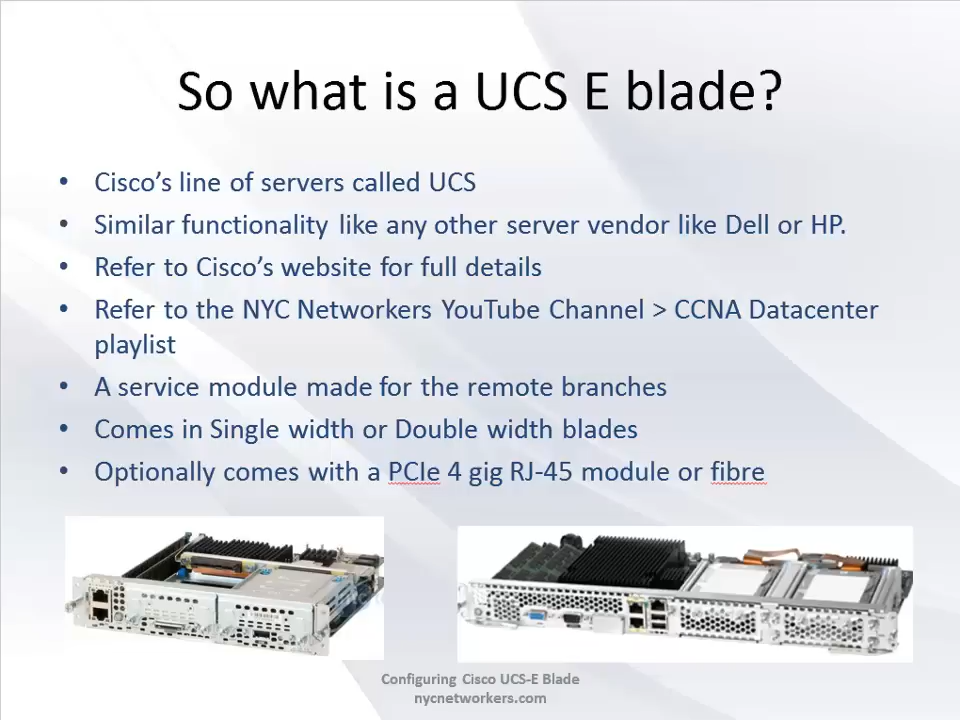 So what is a UCS E blade?
• Cisco’s line of servers called UCS
• Similar functionality like any other server vendor like Dell or HP.
• Refer to Cisco’s website for full details
• Refer to the NYC Networkers YouTube Channel > CCNA Datacenter
playlist
• A service module made for the remote branches
• Comes in Single width or Double width blades
• Optionally comes with a PCIe 4 gig RJ-45 module or fibre
Configuring Cisco UCS-E Blade
nycnetworkers.com